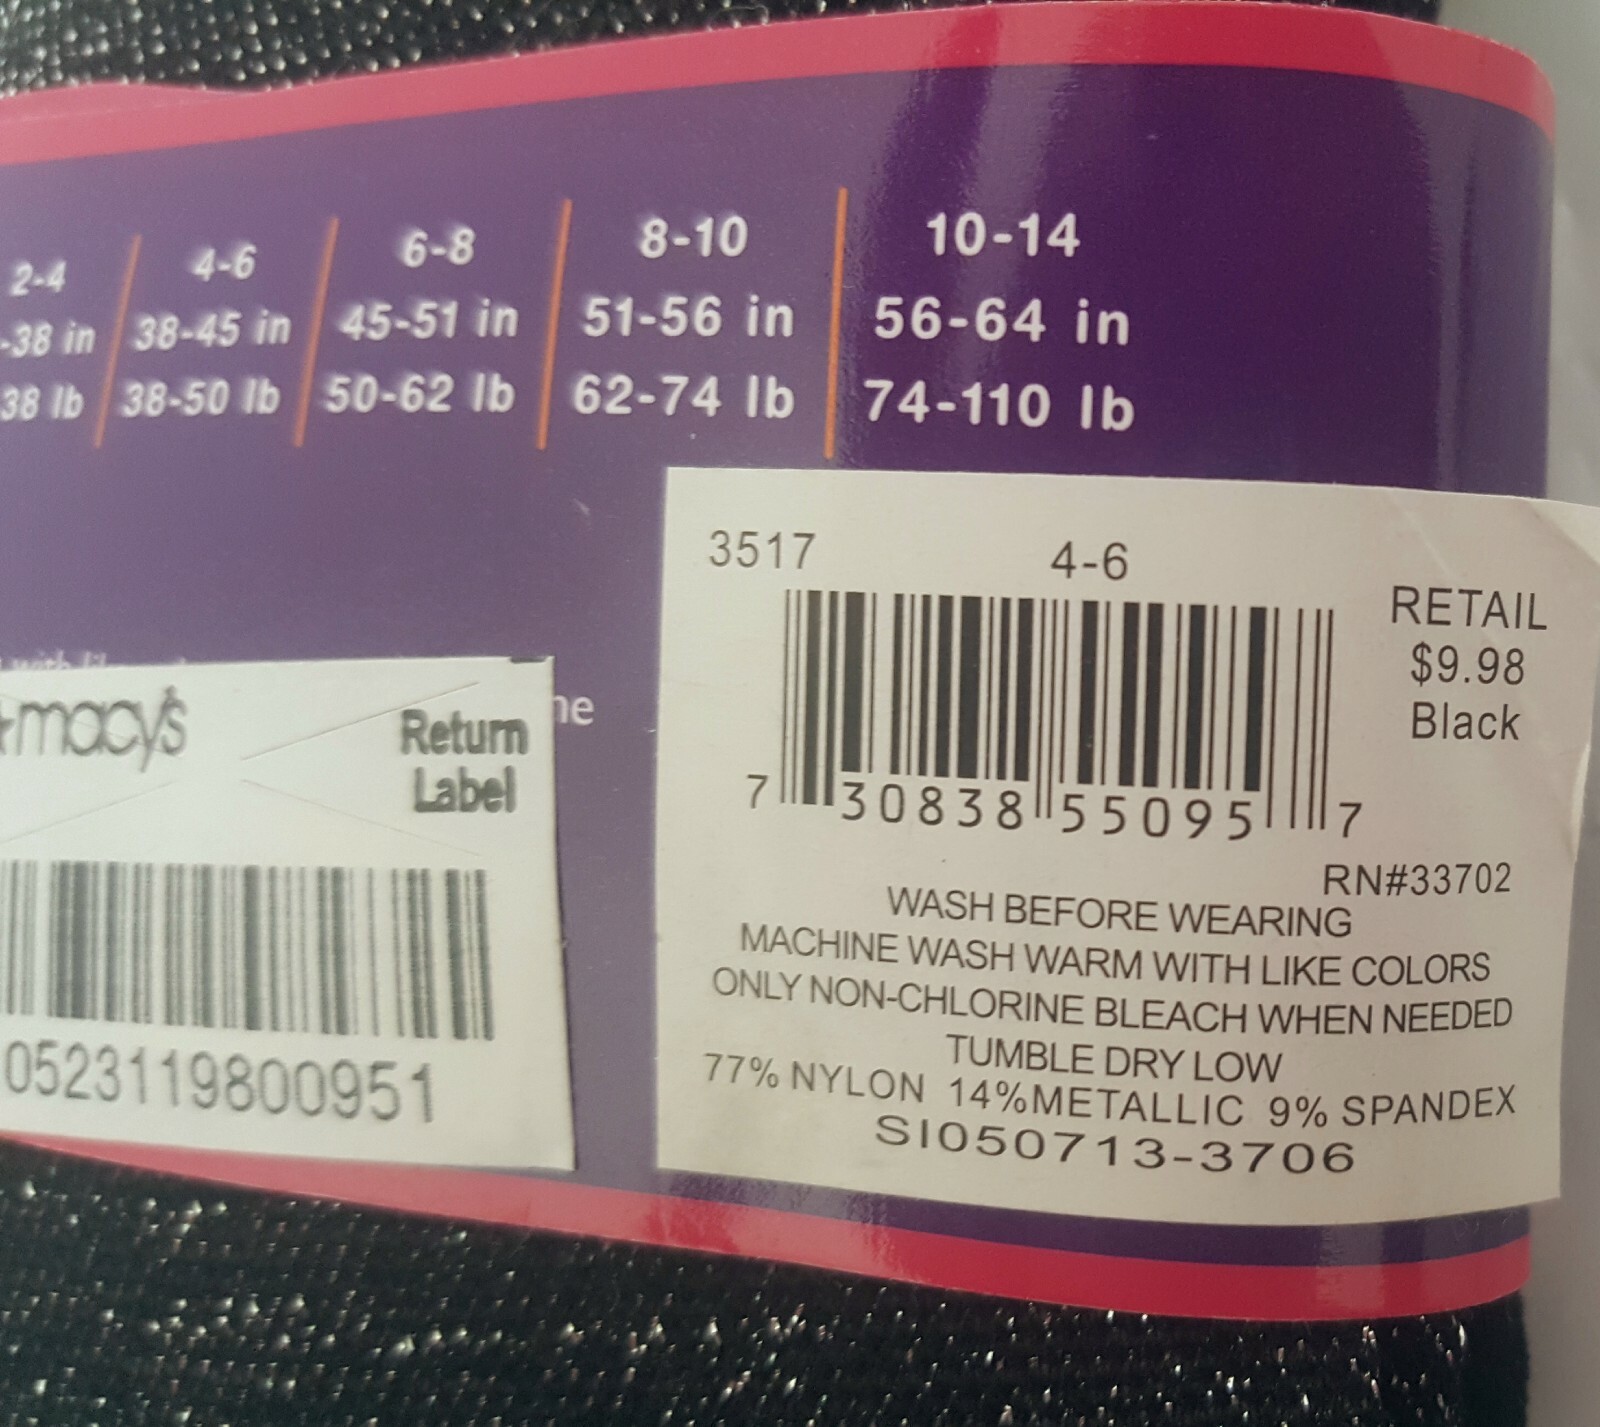 2-4 4-6 6-8 8-10 10-14
-38 in 38-45 in 45-51 in 51-56 in 56-64 in
38 lb 38-50 lb 50-62 lb 62-74 lb 74-110 lb
3517 4-6
RETAIL
$9.98
Black
7 30838 55095 7
RN#33702
WASH BEFORE WEARING
MACHINE WASH WARM WITH LIKE COLORS
ONLY NON-CHLORINE BLEACH WHEN NEEDED
TUMBLE DRY LOW
77% NYLON 14%METALLIC 9% SPANDEX
SI050713-3706
macy's Return
Label
0523119800951